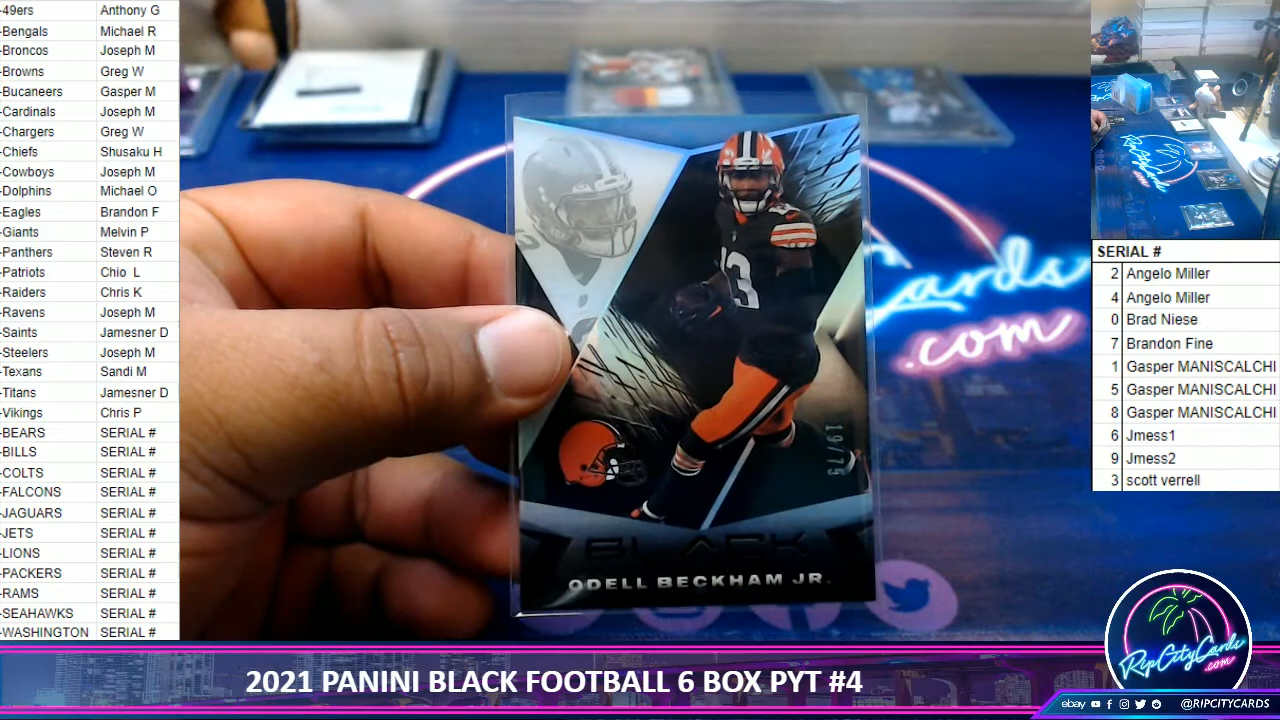 -49ers Anthony G
-Bengals Michael R
-Broncos Joseph M
-Browns Greg W
-Bucaneers Gasper M
-Cardinals Joseph M
-Chargers Greg W
-Chiefs Shusaku H
-Cowboys Joseph M
-Dolphins Michael O
-Eagles Brandon F
-Giants Melvin P
-Panthers Steven R
-Patriots Chio L
-Raiders Chris K
-Ravens Joseph M
-Saints Jamesner D
-Steelers Joseph M
-Texans Sandi M
-Titans Jamesner D
-Vikings Chris P
-BEARS SERIAL #
-BILLS SERIAL #
-COLTS SERIAL #
-FALCONS SERIAL #
-JAGUARS SERIAL #
-JETS SERIAL #
-LIONS SERIAL #
-PACKERS SERIAL #
-RAMS SERIAL #
-SEAHAWKS SERIAL #
-WASHINGTON SERIAL #
13
19/75
BLACK
ODELL BECKHAM JR.
Cards
.com
SERIAL #
2 Angelo Miller
4 Angelo Miller
0 Brad Niese
7 Brandon Fine
1 Gasper MANISCALCHI
5 Gasper MANISCALCHI
8 Gasper MANISCALCHI
6 Jmess1
9 Jmess2
3 scott verrell
RipCityCards
.com
2021 PANINI BLACK FOOTBALL 6 BOX PYT #4
ebay @RIPCITYCARDS